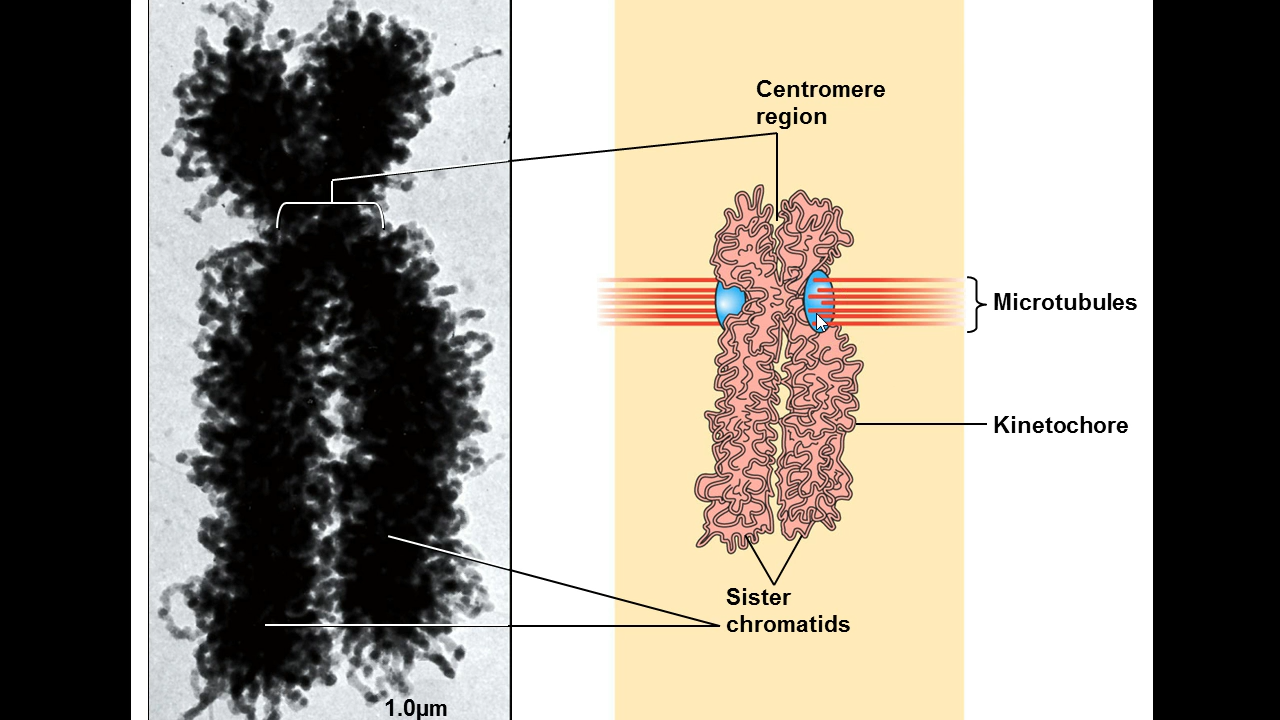 Centromere
region
Microtubules
Kinetochore
Sister
chromatids
1.0µm